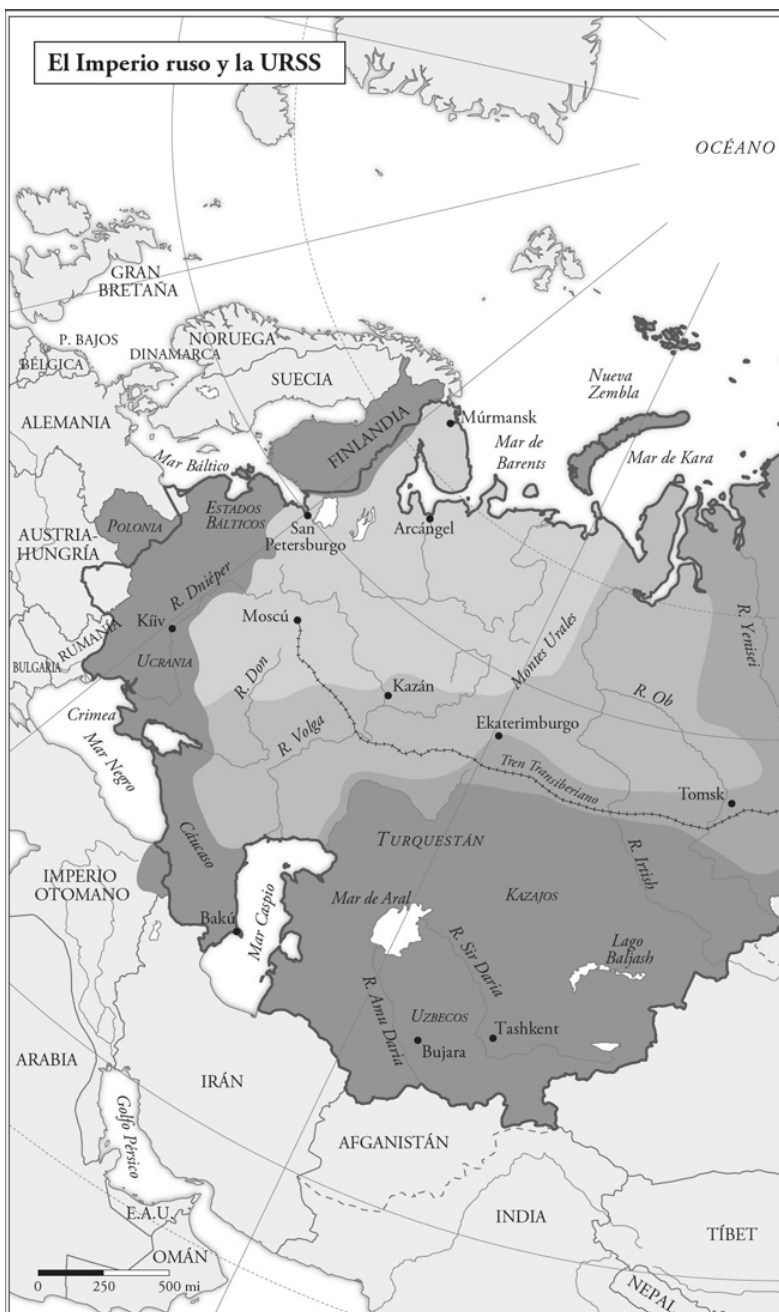 El Imperio ruso y la URSS
OCÉANO
GRAN
BRETAÑA
P. BAJOS
BÉLGICA
DINAMARCA
NORUEGA
SUECIA
ALEMANIA
Mar Báltico
FINLANDIA
Múrmansk
Mar de
Barents
Nueva
Zembla
Mar de Kara
AUSTRIA-
HUNGRÍA
POLONIA
ESTADOS
BÁLTICOS
San
Petersburgo
Arcángel
R. Dniéper
Kíiv
Moscú
RUMANÍA
UCRANIA
BULGARIA
R. Don
Kazán
Montes Urales
R. Yenisei
R. Ob
Crimea
Mar Negro
R. Volga
Ekaterimburgo
Tren Transiberiano
Tomsk
Cáucaso
TURQUESTÁN
IMPERIO
OTOMANO
Mar de Aral
KAZAJOS
R. Irtish
Bakú
Mar Caspio
R. Sir Daria
Lago
Baljash
R. Amu Daria
UZBECOS
Tashkent
Bujara
ARABIA
IRÁN
Golfo Pérsico
AFGANISTÁN
E.A.U.
INDIA
TÍBET
OMÁN
NEPAL
0 250 500 mi